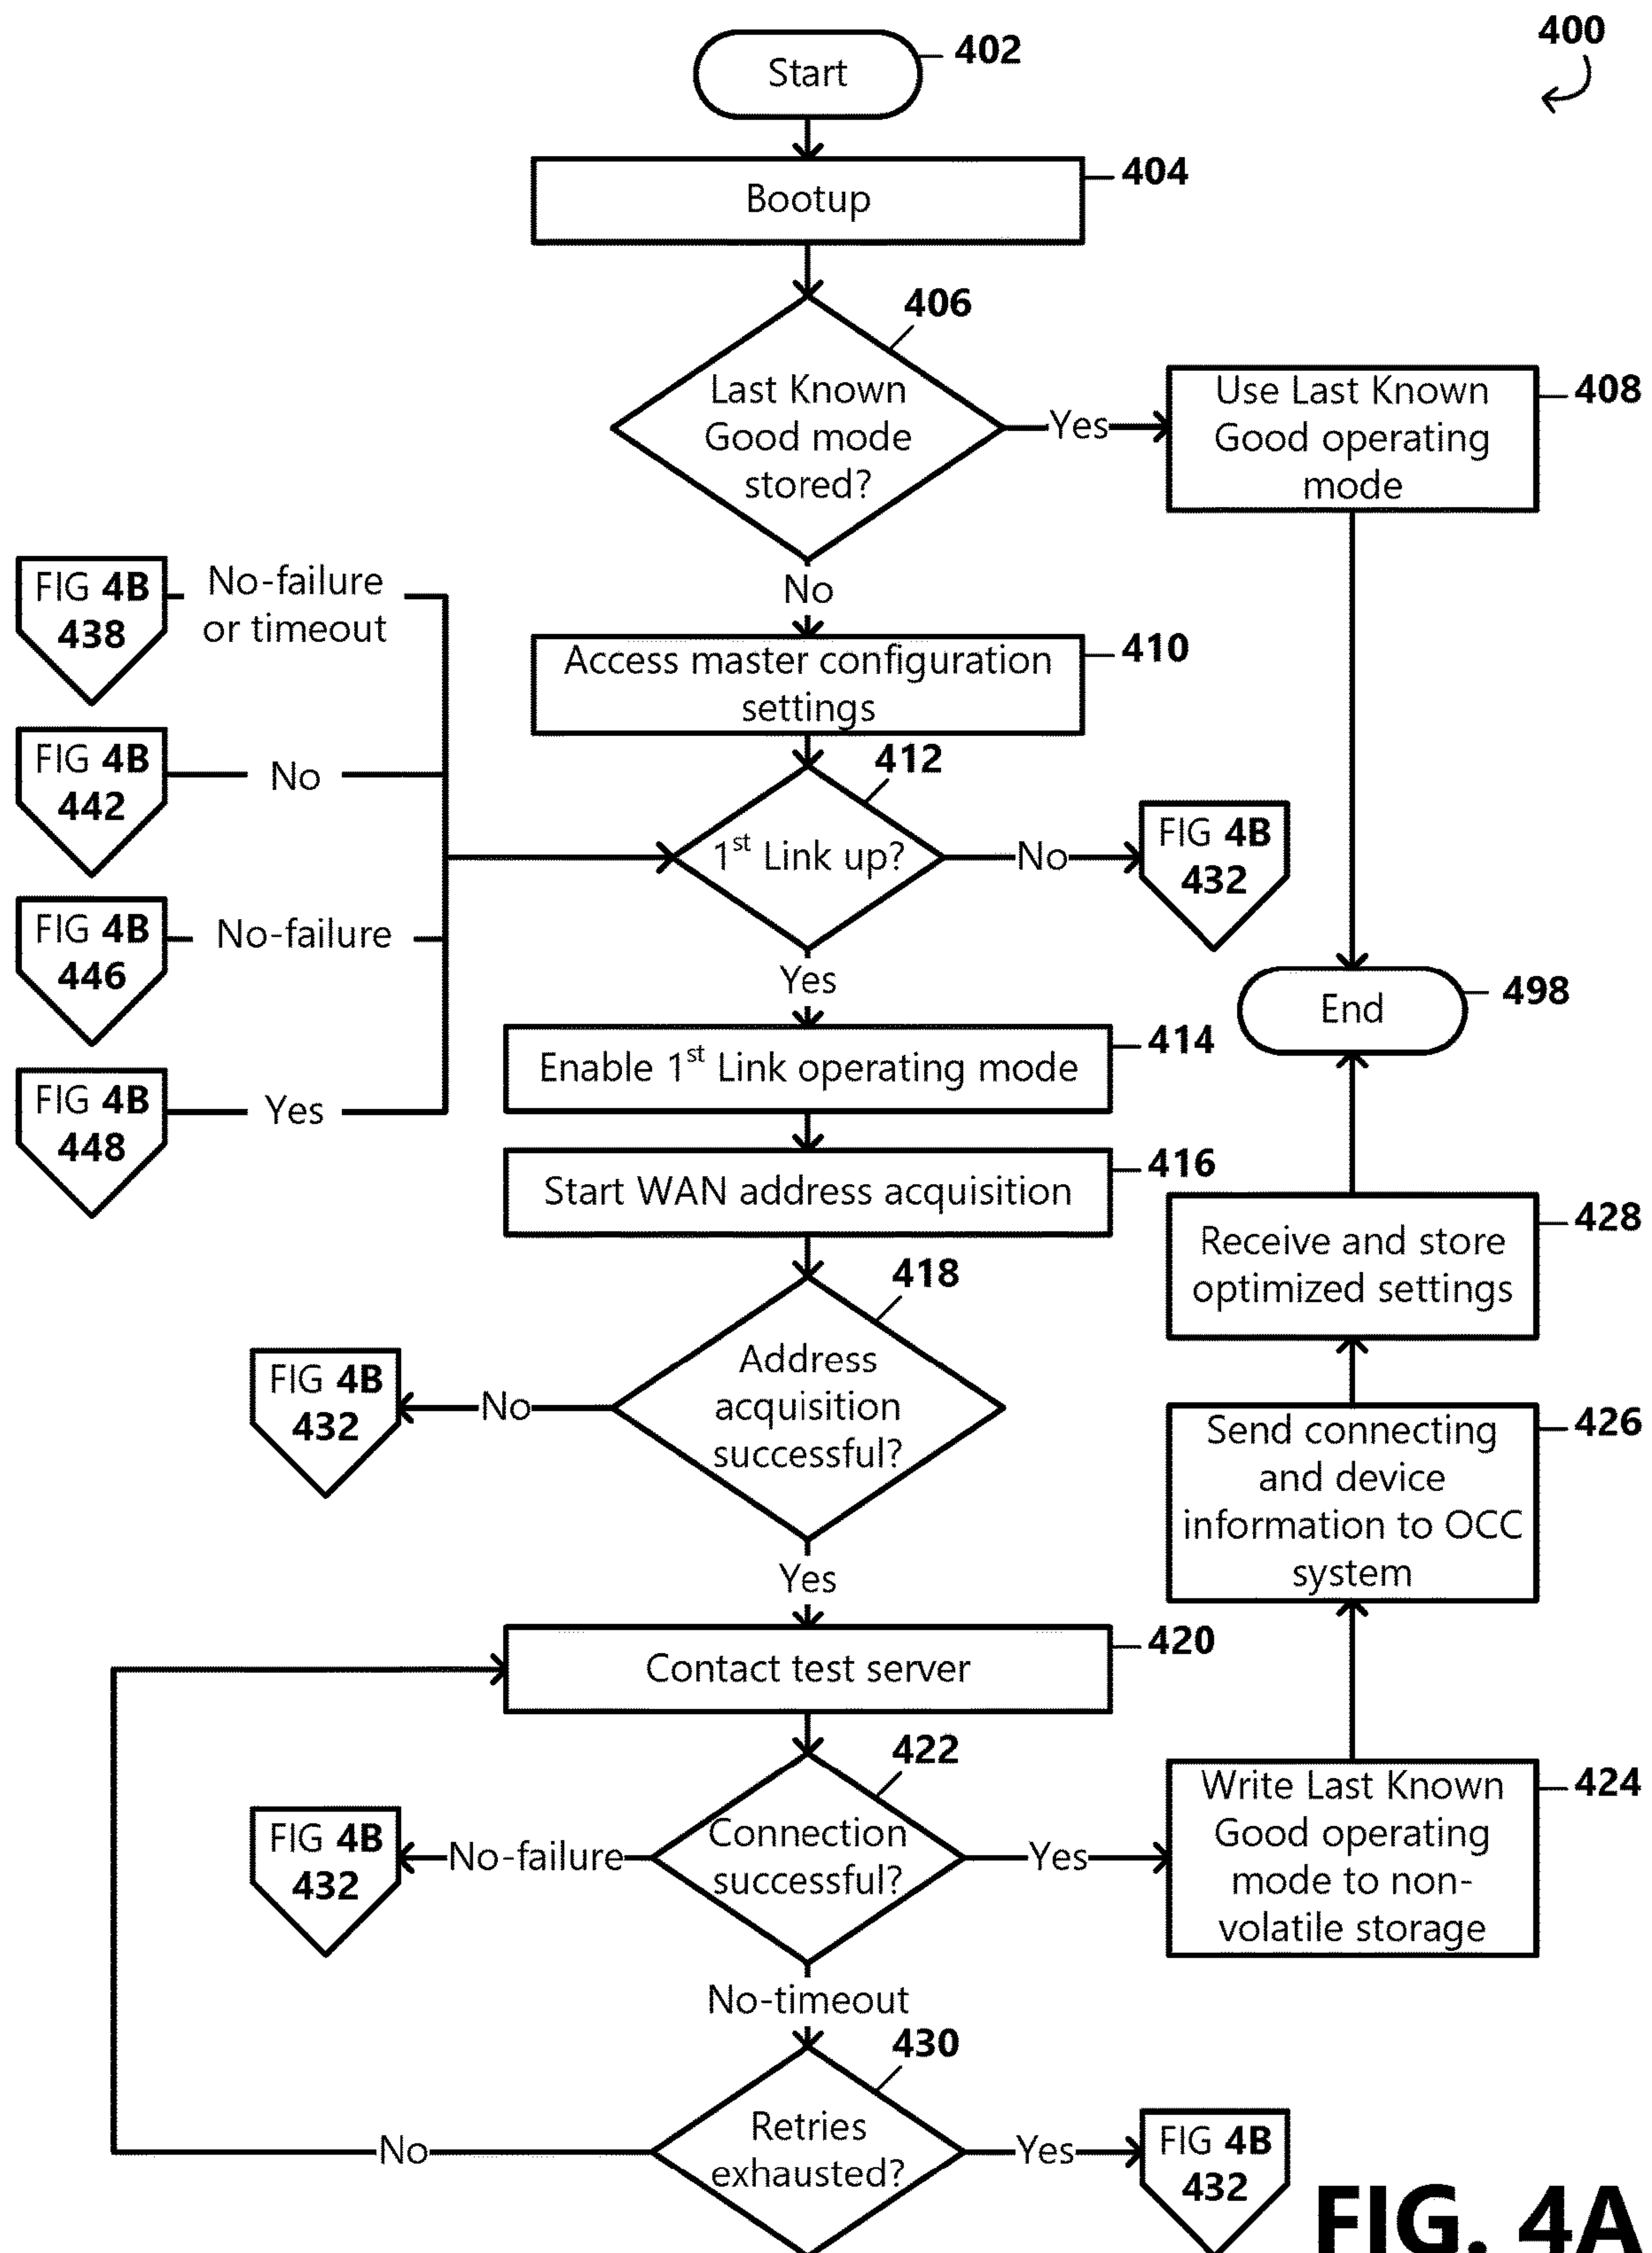 400
Start
402
Bootup
404
406
Last Known
Good mode
stored?
Yes
Use Last Known
Good operating
mode
408
No
FIG 4B
438
No-failure
or timeout
Access master configuration
settings
410
FIG 4B
442
No
412
1st Link up?
No
FIG 4B
432
FIG 4B
446
No-failure
Yes
End
498
Enable 1st Link operating mode
414
FIG 4B
448
Yes
Start WAN address acquisition
416
Receive and store
optimized settings
428
418
Address
acquisition
successful?
No
FIG 4B
432
Send connecting
and device
information to OCC
system
426
Yes
Contact test server
420
422
Connection
successful?
No-failure
FIG 4B
432
Yes
Write Last Known
Good operating
mode to non-
volatile storage
424
No-timeout
430
Retries
exhausted?
No
Yes
FIG 4B
432
FIG. 4A